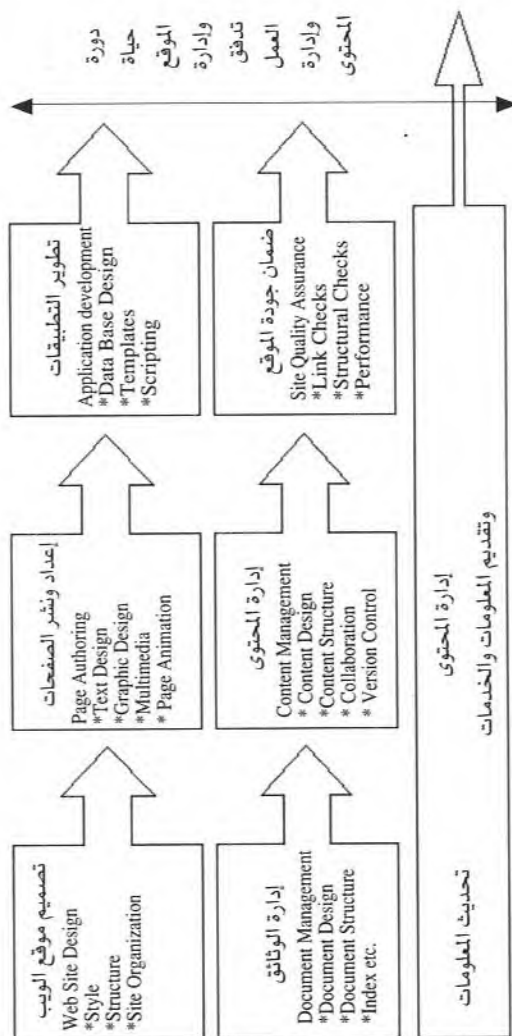 تصميم موقع الويب
Web Site Design
*Style
*Structure
*Site Organization
إعداد ونشر الصفحات
Page Authoring
*Text Design
*Graphic Design
*Multimedia
* Page Animation
تطوير التطبيقات
Application development
*Data Base Design
*Templates
*Scripting
إدارة الوثائق
Document Management
*Document Design
*Document Structure
*Index etc.
إدارة المحتوى
Content Management
* Content Design
*Content Structure
* Collaboration
* Version Control
ضمان جودة الموقع
Site Quality Assurance
*Link Checks
*Structural Checks
*Performance
دورة
حياة
الموقع
وإدارة
تدفق
العمل
وإدارة
المحتوى
إدارة المحتوى
تحديث المعلومات
وتقديم المعلومات والخدمات